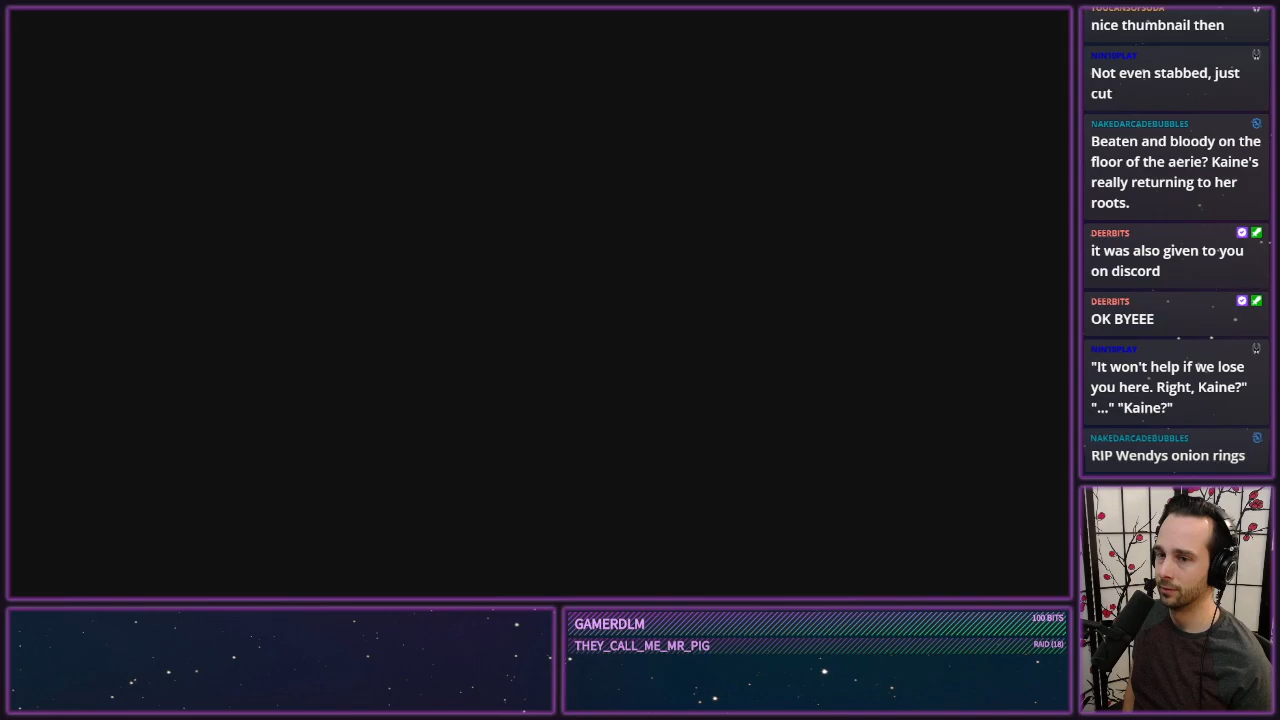 nice thumbnail then
Not even stabbed, just
cut
NAKEDARCADEBUBBLES
Beaten and bloody on the
floor of the aerie? Kaine's
really returning to her
roots.
DEERBITS
it was also given to you
on discord
DEERBITS
OK BYEEE
"It won't help if we lose
you here. Right, Kaine?"
"..." "Kaine?"
NAKEDARCADEBUBBLES
RIP Wendys onion rings
GAMERDLM
100 BITS
THEY_CALL_ME_MR_PIG
RAID (18)